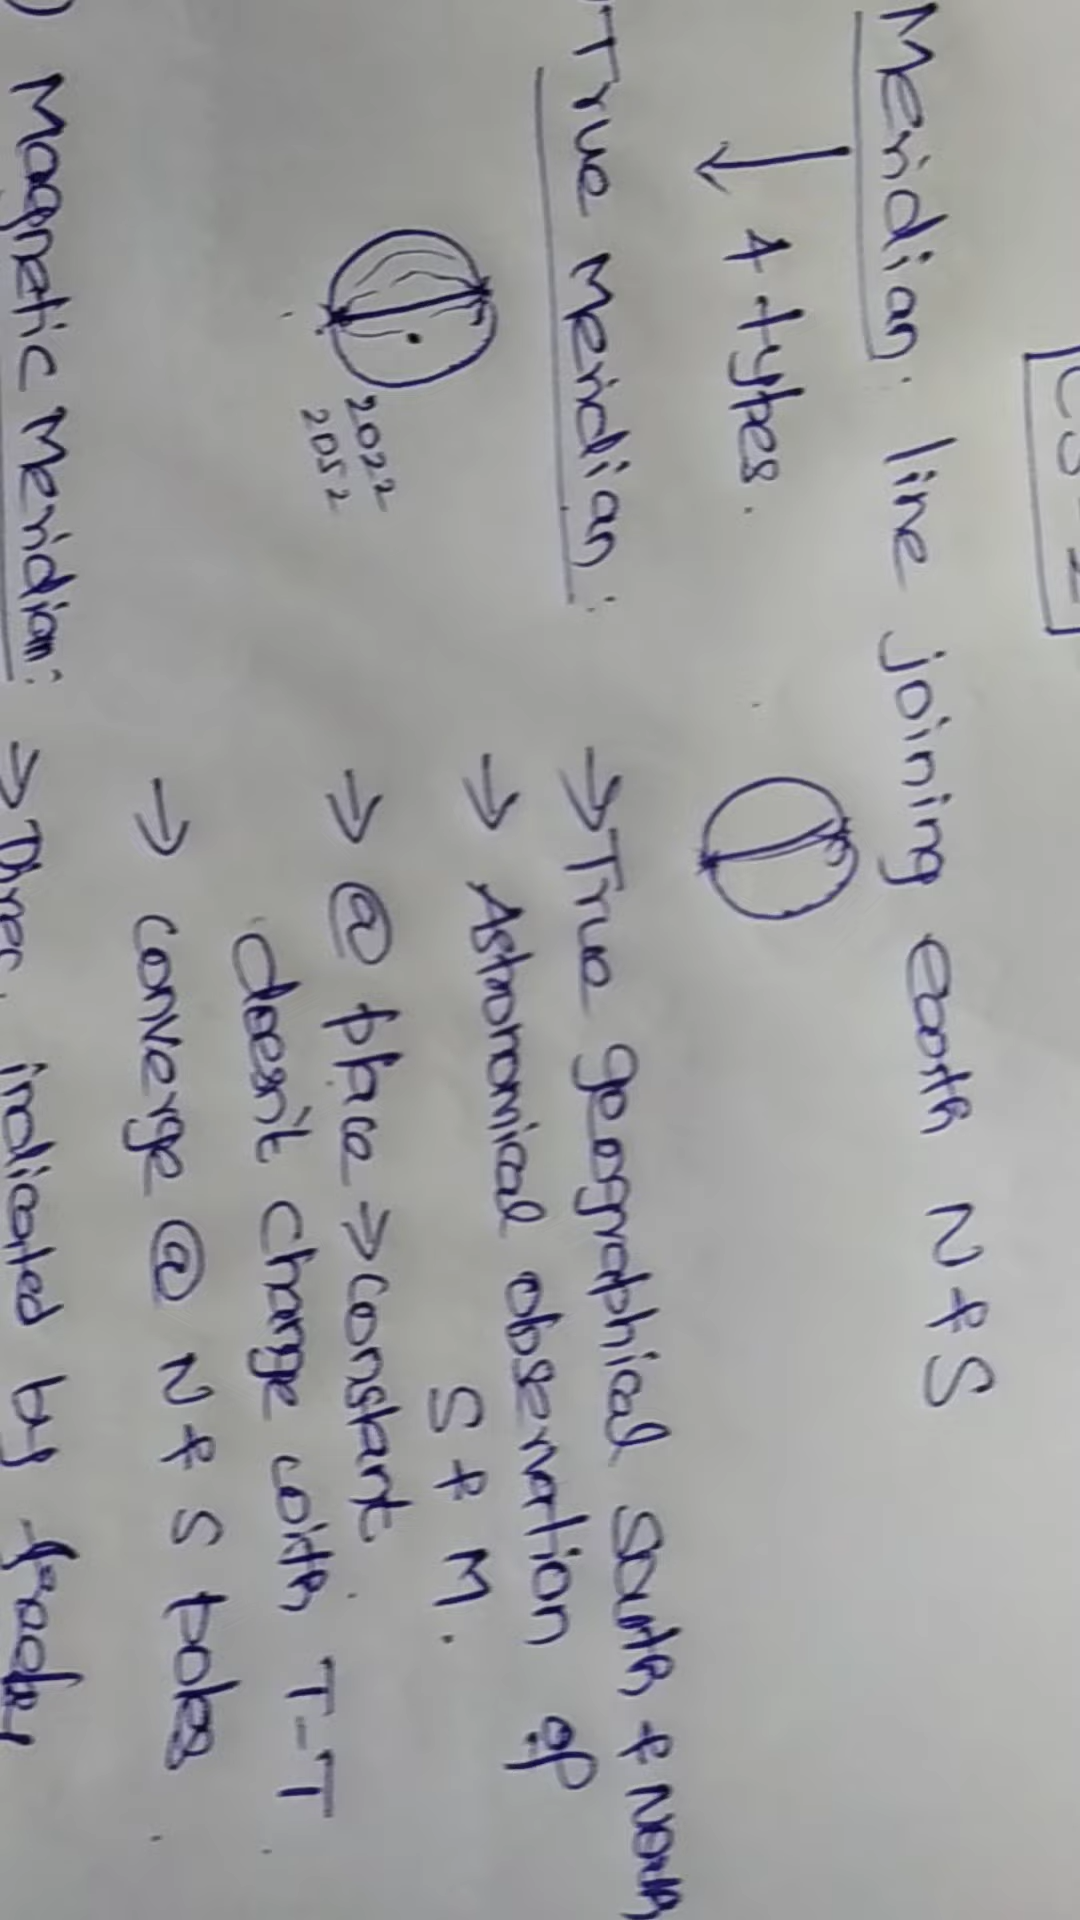 Meridian: line joining earth N & S
4 types.
True Meridian:
→ True geographical South & North
→ Astronomical observation of
S & M.
→ @ place → constant
doesn't change with T-T
→ converge @ N & S poles
2022
2052
Magnetic Meridian: → indicated by